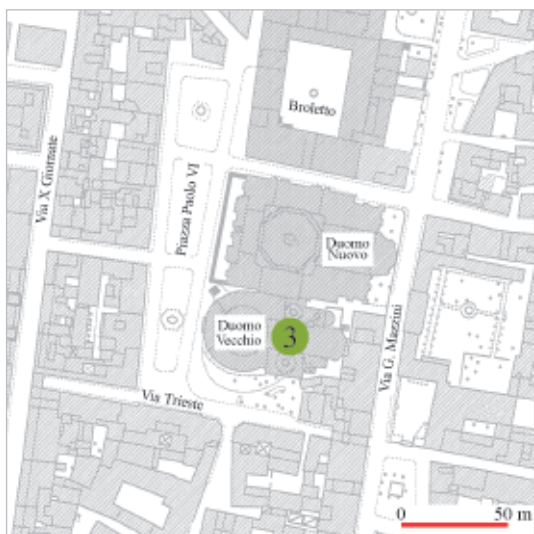 Broletto
Via X Giornate
Piazza Paolo VI
Duomo
Nuovo
Duomo
Vecchio
3
Via G. Mazzini
Via Trieste
0 50 m